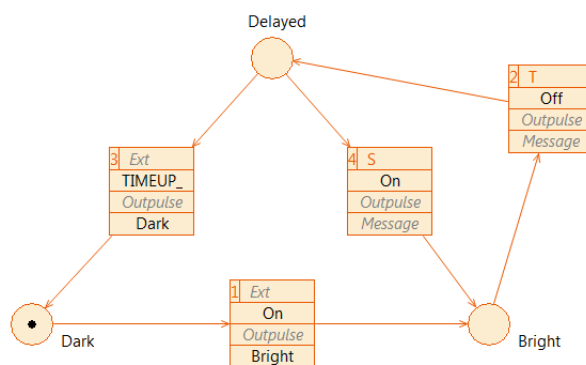 Delayed
2 T
Off
Outpulse
Message
3 Ext
TIMEUP_
Outpulse
Dark
4 S
On
Outpulse
Message
1 Ext
On
Outpulse
Bright
Dark
Bright